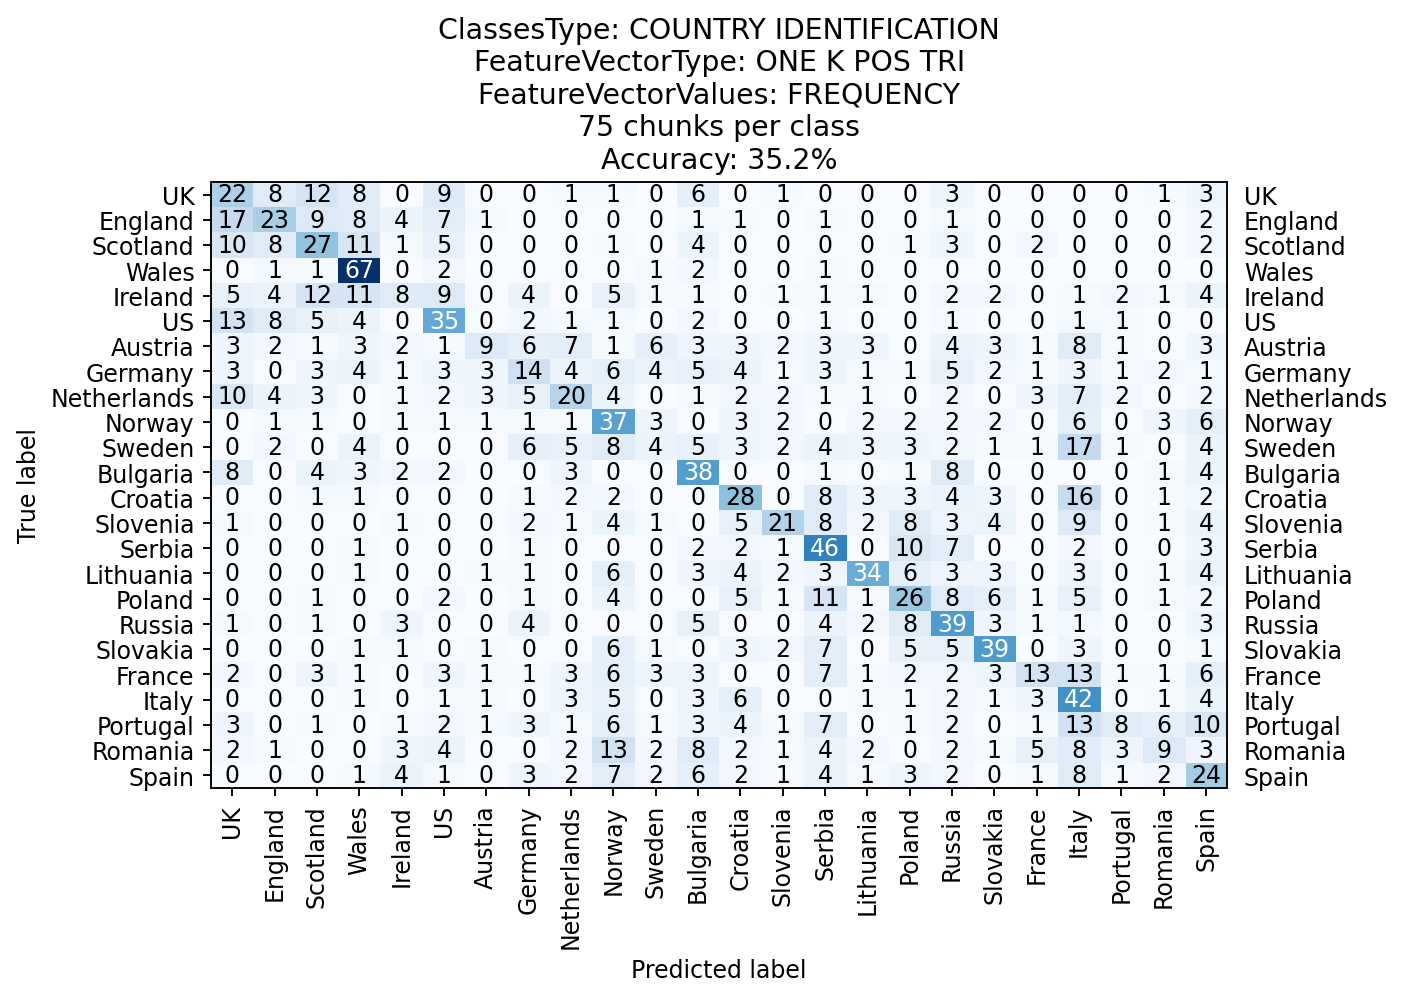 ClassesType: COUNTRY IDENTIFICATION
FeatureVectorType: ONE K POS TRI
FeatureVectorValues: FREQUENCY
75 chunks per class
Accuracy: 35.2%
UK 22 8 12 8 0 9 0 0 1 1 0 6 0 1 0 0 0 3 0 0 0 0 1 3 UK
England 17 23 9 8 4 7 1 0 0 0 0 1 1 0 1 0 0 1 0 0 0 0 0 2 England
Scotland 10 8 27 11 1 5 0 0 0 1 0 4 0 0 0 0 1 3 0 2 0 0 0 2 Scotland
Wales 0 1 1 67 0 2 0 0 0 0 1 2 0 0 1 0 0 0 0 0 0 0 0 0 Wales
Ireland 5 4 12 11 8 9 0 4 0 5 1 1 0 1 1 1 0 2 2 0 1 2 1 4 Ireland
US 13 8 5 4 0 35 0 2 1 1 0 2 0 0 1 0 0 1 0 0 1 1 0 0 US
Austria 3 2 1 3 2 1 9 6 7 1 6 3 3 2 3 3 0 4 3 1 8 1 0 3 Austria
Germany 3 0 3 4 1 3 3 14 4 6 4 5 4 1 3 1 1 5 2 1 3 1 2 1 Germany
Netherlands 10 4 3 0 1 2 3 5 20 4 0 1 2 2 1 1 0 2 0 3 7 2 0 2 Netherlands
Norway 0 1 1 0 1 1 1 1 1 37 3 0 3 2 0 2 2 2 2 0 6 0 3 6 Norway
Sweden 0 2 0 4 0 0 0 6 5 8 4 5 3 2 4 3 3 2 1 1 17 1 0 4 Sweden
Bulgaria 8 0 4 3 2 2 0 0 3 0 0 38 0 0 1 0 1 8 0 0 0 0 1 4 Bulgaria
Croatia 0 0 1 1 0 0 0 1 2 2 0 0 28 0 8 3 3 4 3 0 16 0 1 2 Croatia
Slovenia 1 0 0 0 1 0 0 2 1 4 1 0 5 21 8 2 8 3 4 0 9 0 1 4 Slovenia
Serbia 0 0 0 1 0 0 0 1 0 0 0 2 2 1 46 0 10 7 0 0 2 0 0 3 Serbia
Lithuania 0 0 0 1 0 0 1 1 0 6 0 3 4 2 3 34 6 3 3 0 3 0 1 4 Lithuania
Poland 0 0 1 0 0 2 0 1 0 4 0 0 5 1 11 1 26 8 6 1 5 0 1 2 Poland
Russia 1 0 1 0 3 0 0 4 0 0 0 5 0 0 4 2 8 39 3 1 1 0 0 3 Russia
Slovakia 0 0 0 1 1 0 1 0 0 6 1 0 3 2 7 0 5 5 39 0 3 0 0 1 Slovakia
France 2 0 3 1 0 3 1 1 3 6 3 3 0 0 7 1 2 2 3 13 13 1 1 6 France
Italy 0 0 0 1 0 1 1 0 3 5 0 3 6 0 0 1 1 2 1 3 42 0 1 4 Italy
Portugal 3 0 1 0 1 2 1 3 1 6 1 3 4 1 7 0 1 2 0 1 13 8 6 10 Portugal
Romania 2 1 0 0 3 4 0 0 2 13 2 8 2 1 4 2 0 2 1 5 8 3 9 3 Romania
Spain 0 0 0 1 4 1 0 3 2 7 2 6 2 1 4 1 3 2 0 1 8 1 2 24 Spain
True label
UK England Scotland Wales Ireland US Austria Germany Netherlands Norway Sweden Bulgaria Croatia Slovenia Serbia Lithuania Poland Russia Slovakia France Italy Portugal Romania Spain
Predicted label